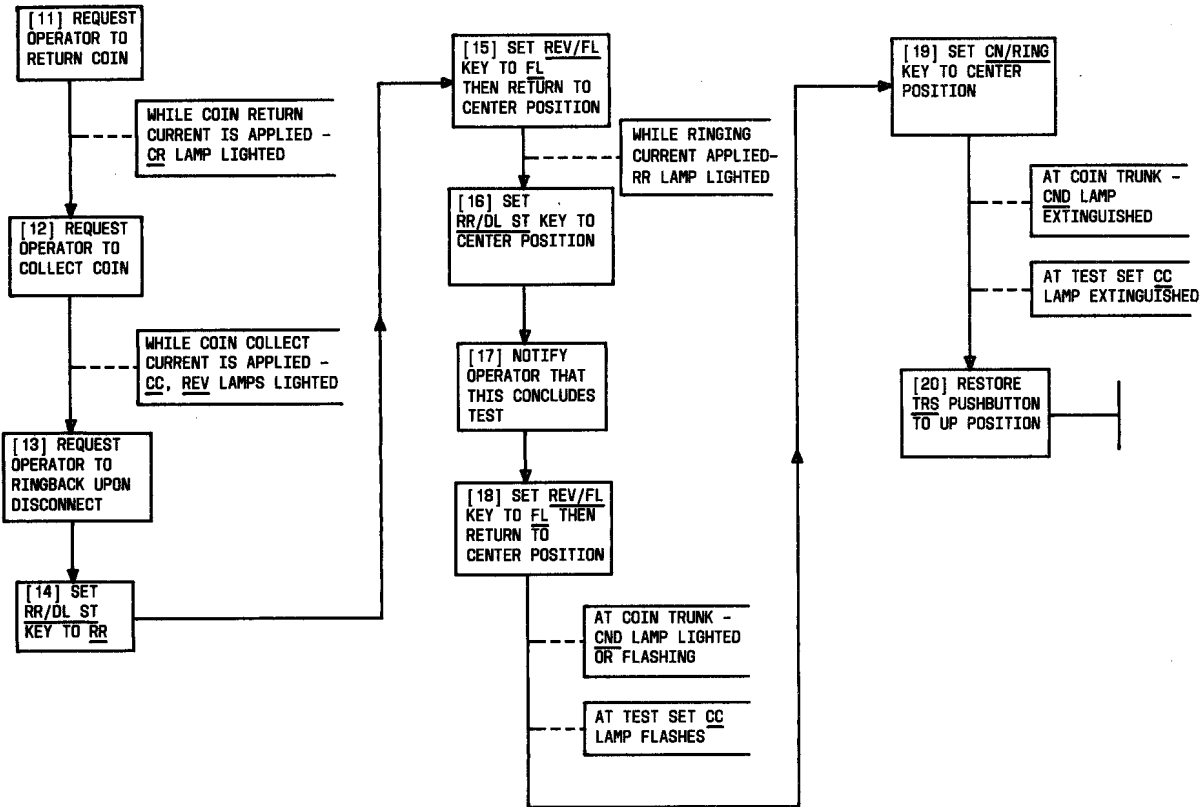 [11] REQUEST
OPERATOR TO
RETURN COIN
WHILE COIN RETURN
CURRENT IS APPLIED -
CR LAMP LIGHTED
[12] REQUEST
OPERATOR TO
COLLECT COIN
WHILE COIN COLLECT
CURRENT IS APPLIED -
CC, REV LAMPS LIGHTED
[13] REQUEST
OPERATOR TO
RINGBACK UPON
DISCONNECT
[14] SET
RR/DL ST
KEY TO RR
[15] SET REV/FL
KEY TO FL
THEN RETURN TO
CENTER POSITION
WHILE RINGING
CURRENT APPLIED-
RR LAMP LIGHTED
[16] SET
RR/DL ST KEY TO
CENTER POSITION
[17] NOTIFY
OPERATOR THAT
THIS CONCLUDES
TEST
[18] SET REV/FL
KEY TO FL THEN
RETURN TO
CENTER POSITION
AT COIN TRUNK -
CND LAMP LIGHTED
OR FLASHING
AT TEST SET CC
LAMP FLASHES
[19] SET CN/RING
KEY TO CENTER
POSITION
AT COIN TRUNK -
CND LAMP
EXTINGUISHED
AT TEST SET CC
LAMP EXTINGUISHED
[20] RESTORE
TRS PUSHBUTTON
TO UP POSITION